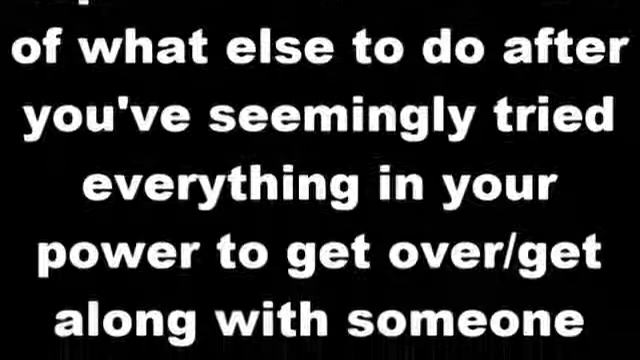 of what else to do after
you've seemingly tried
everything in your
power to get over/get
along with someone